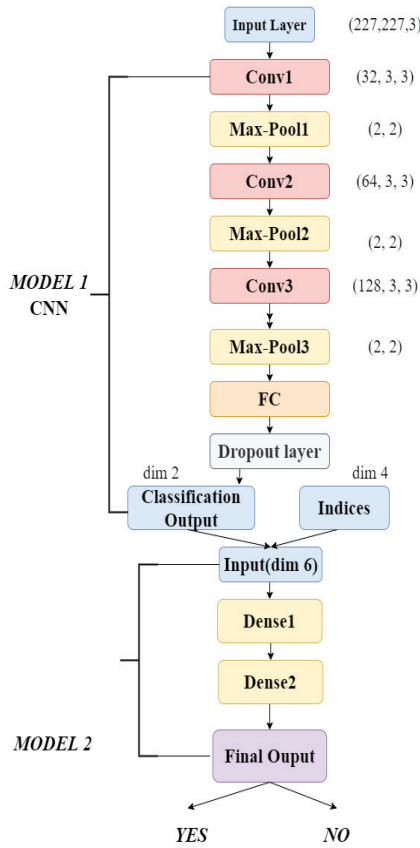 Input Layer (227,227,3)
Conv1 (32, 3, 3)
Max-Pool1 (2, 2)
Conv2 (64, 3, 3)
Max-Pool2 (2, 2)
Conv3 (128, 3, 3)
MODEL 1
CNN
Max-Pool3 (2, 2)
FC
Dropout layer
dim 2 dim 4
Classification
Output
Indices
Input(dim 6)
Dense1
Dense2
MODEL 2
Final Ouput
YES NO